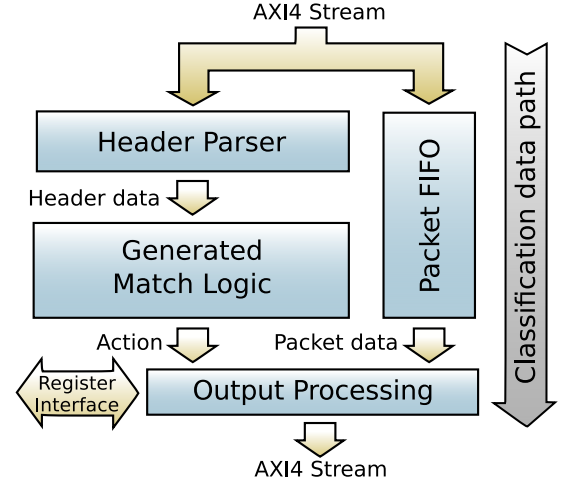 AXI4 Stream
Header Parser
Packet FIFO
Classification data path
Header data
Generated
Match Logic
Action
Packet data
Register
Interface
Output Processing
AXI4 Stream